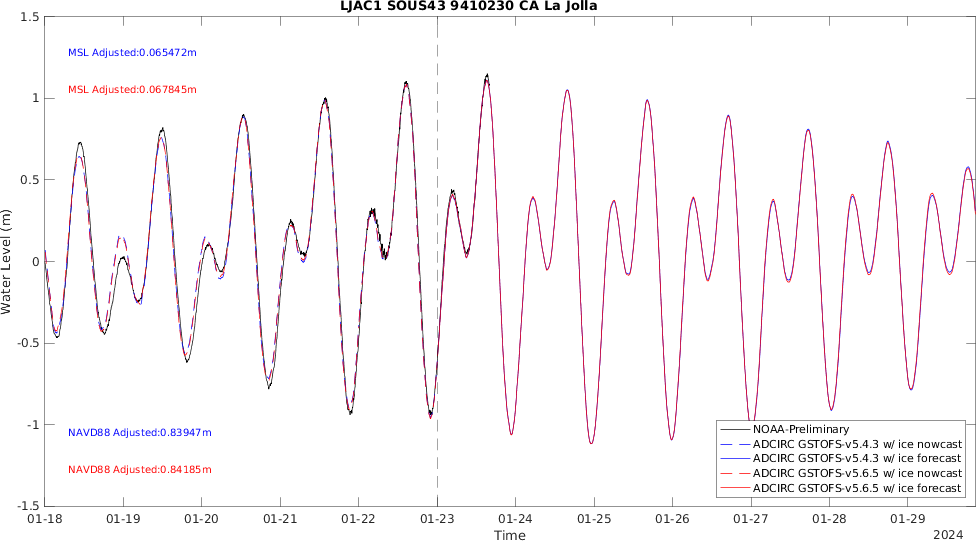 LJAC1 SOUS43 9410230 CA La Jolla
1.5
MSL Adjusted:0.065472m
MSL Adjusted:0.067845m
1
0.5
0
-0.5
-1
-1.5
Water Level (m)
NAVD88 Adjusted:0.83947m
NAVD88 Adjusted:0.84185m
NOAA-Preliminary
ADCIRC GSTOFS-v5.4.3 w/ ice nowcast
ADCIRC GSTOFS-v5.4.3 w/ ice forecast
ADCIRC GSTOFS-v5.6.5 w/ ice nowcast
ADCIRC GSTOFS-v5.6.5 w/ ice forecast
01-18 01-19 01-20 01-21 01-22 01-23 01-24 01-25 01-26 01-27 01-28 01-29
Time
2024